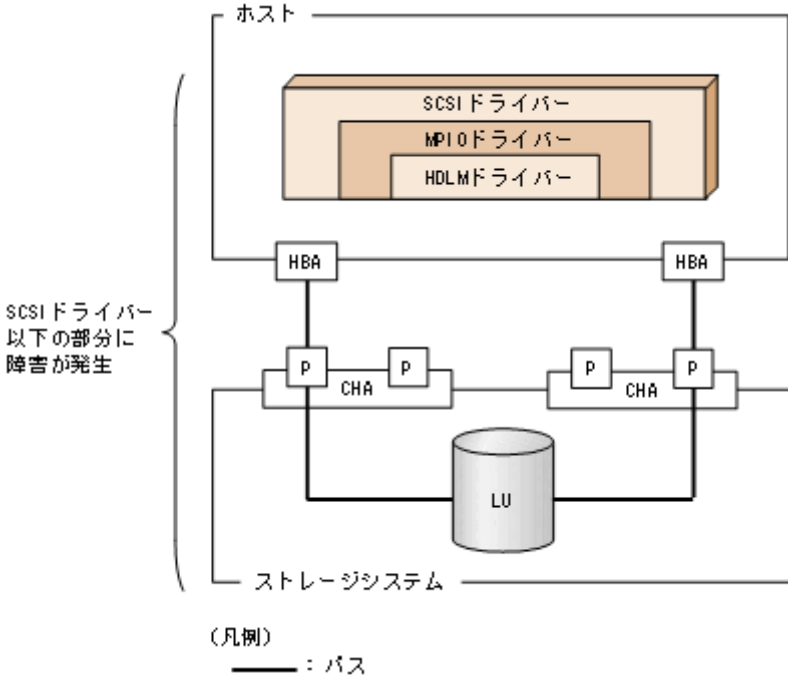 ホスト
SCSIドライバー
MPIOドライバー
HDLMドライバー
HBA
HBA
SCSIドライバー
以下の部分に
障害が発生
P
P
P
P
CHA
CHA
LU
ストレージシステム
(凡例)
：パス